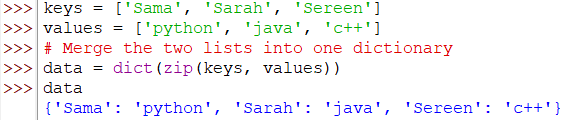 >>> keys = ['Sama', 'Sarah', 'Sereen']
>>> values = ['python', 'java', 'c++']
>>> # Merge the two lists into one dictionary
>>> data = dict(zip(keys, values))
>>> data
{'Sama': 'python', 'Sarah': 'java', 'Sereen': 'c++'}